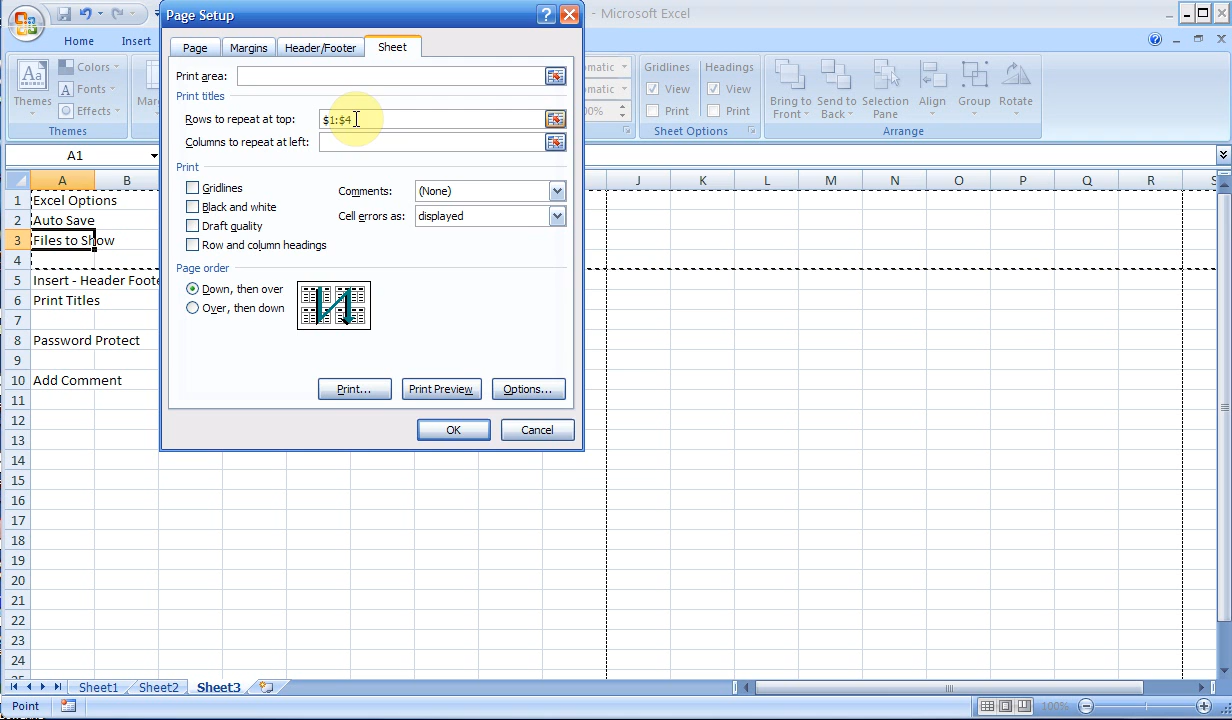 Page Setup
- Microsoft Excel
Home Insert
Page Margins Header/Footer Sheet
Print area:
Print titles
Rows to repeat at top: $1:$4
Columns to repeat at left:
Print
Gridlines
Black and white
Draft quality
Row and column headings
Comments: (None)
Cell errors as: displayed
Page order
Down, then over
Over, then down
Print... Print Preview Options...
OK Cancel
Themes
Colors
Fonts
Effects
Themes
Gridlines Headings
View View
Print Print
Sheet Options
Bring to Front
Send to Back
Selection Pane
Align Group Rotate
Arrange
A1
A B J K L M N O P Q R S
1 Excel Options
2 Auto Save
3 Files to Show
4
5 Insert - Header Foote
6 Print Titles
7
8 Password Protect
9
10 Add Comment
11
12
13
14
15
16
17
18
19
20
21
22
23
24
Sheet1 Sheet2 Sheet3
Point 100%